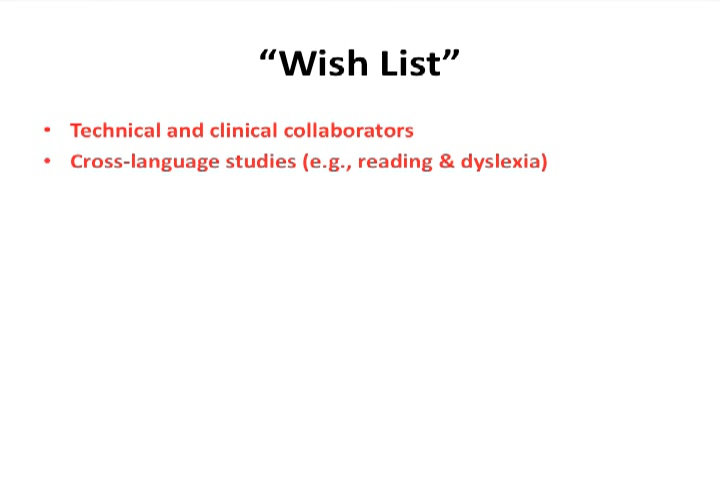 “Wish List”
• Technical and clinical collaborators
• Cross-language studies (e.g., reading & dyslexia)